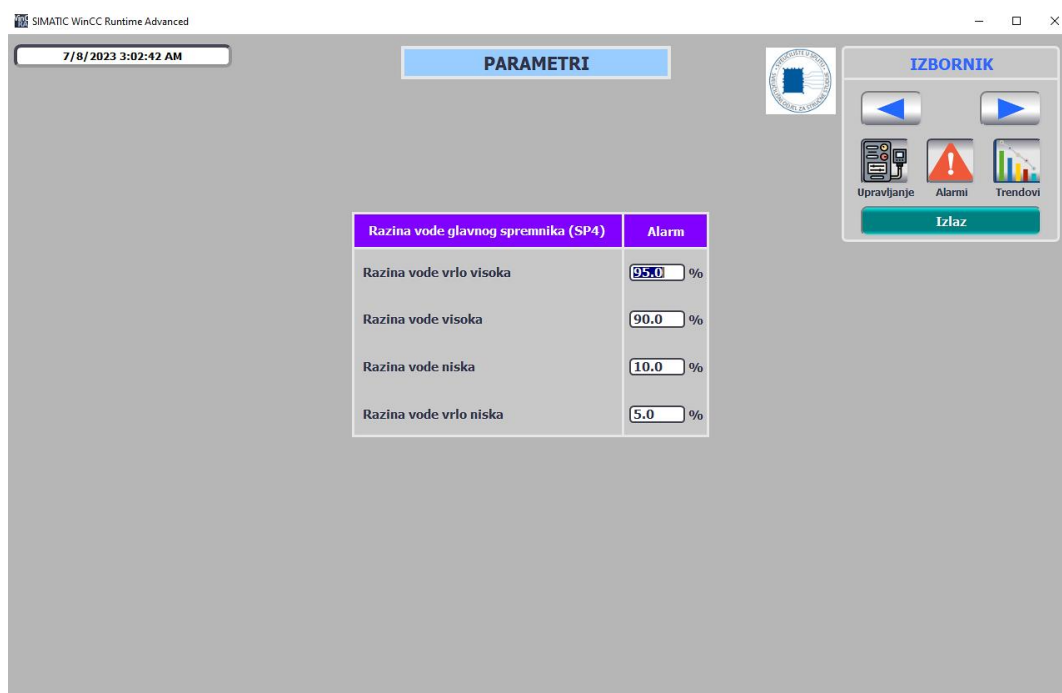 SIMATIC WinCC Runtime Advanced
7/8/2023 3:02:42 AM
PARAMETRI
IZBORNIK
Upravljanje
Alarmi
Trendovi
Izlaz
Razina vode glavnog spremnika (SP4) Alarm
Razina vode vrlo visoka 95.0 %
Razina vode visoka 90.0 %
Razina vode niska 10.0 %
Razina vode vrlo niska 5.0 %